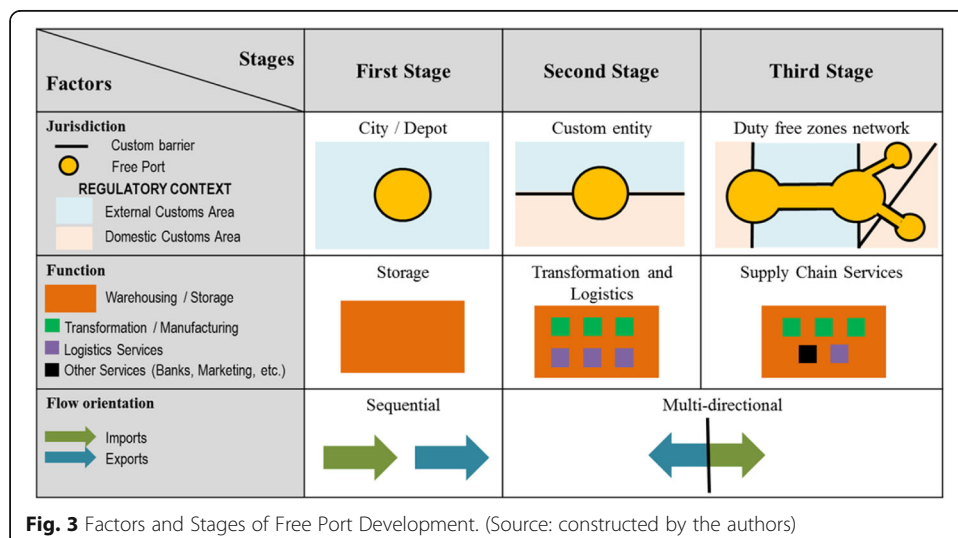 Stages
Factors
First Stage
Second Stage
Third Stage
Jurisdiction
Custom barrier
Free Port
REGULATORY CONTEXT
External Customs Area
Domestic Customs Area
City / Depot
Custom entity
Duty free zones network
Function
Warehousing / Storage
Transformation / Manufacturing
Logistics Services
Other Services (Banks, Marketing, etc.)
Storage
Transformation and
Logistics
Supply Chain Services
Flow orientation
Imports
Exports
Sequential
Multi-directional
Fig. 3 Factors and Stages of Free Port Development. (Source: constructed by the authors)